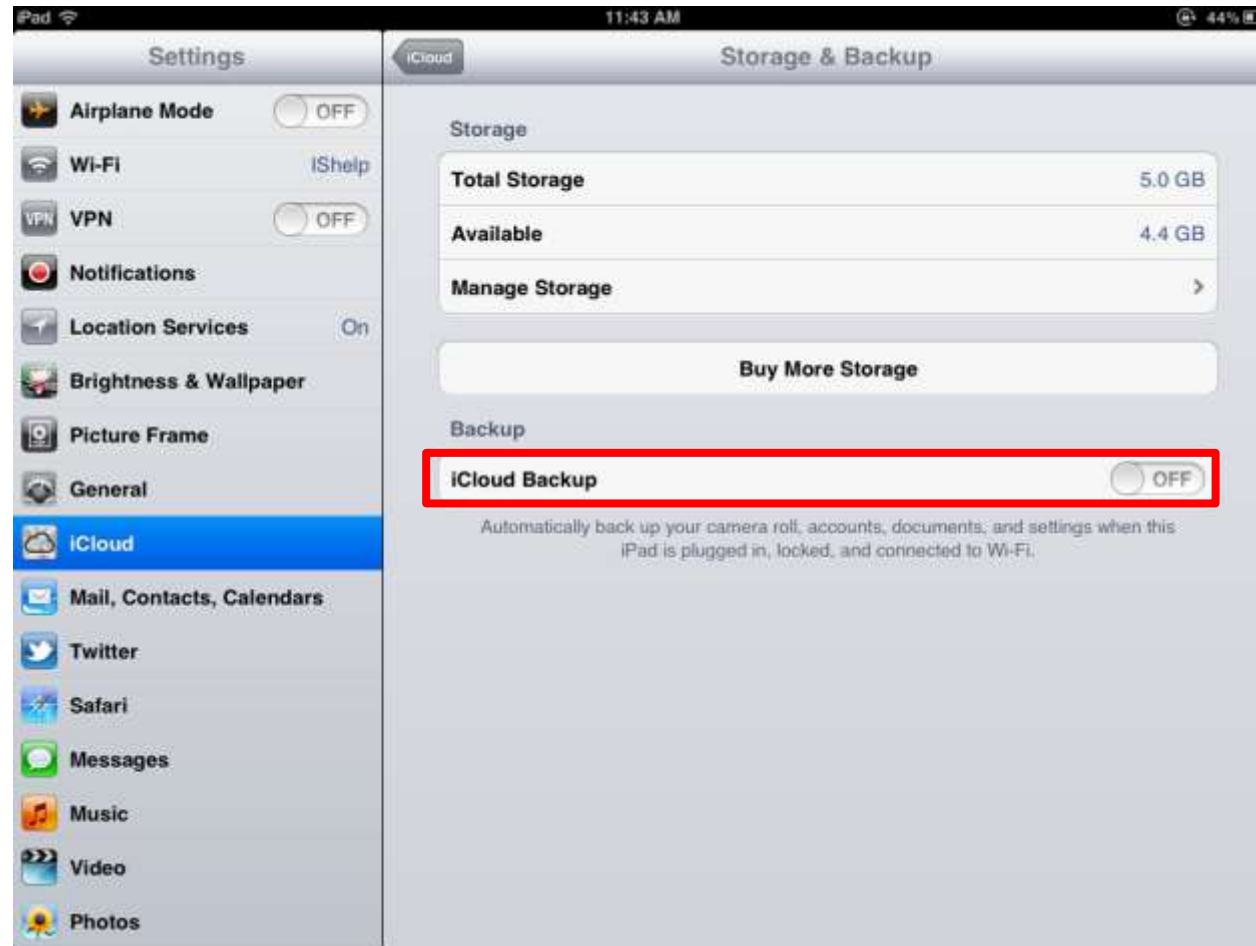 iPad 11:43 AM 44%
Settings
Airplane Mode OFF
Wi-Fi IShelp
VPN VPN OFF
Notifications
Location Services On
Brightness & Wallpaper
Picture Frame
General
iCloud
Mail, Contacts, Calendars
Twitter
Safari
Messages
Music
Video
Photos
iCloud Storage & Backup
Storage
Total Storage 5.0 GB
Available 4.4 GB
Manage Storage >
Buy More Storage
Backup
iCloud Backup OFF
Automatically back up your camera roll, accounts, documents, and settings when this
iPad is plugged in, locked, and connected to Wi-Fi.